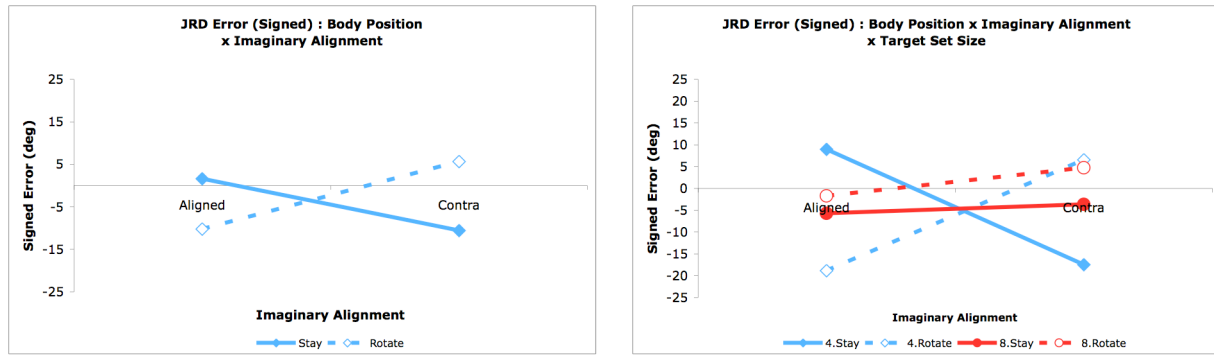 JRD Error (Signed) : Body Position
x Imaginary Alignment
25
15
5
-5
-15
-25
Signed Error (deg)
Aligned
Contra
Imaginary Alignment
Stay
Rotate
JRD Error (Signed) : Body Position x Imaginary Alignment
x Target Set Size
25
20
15
10
5
0
-5
-10
-15
-20
-25
Signed Error (deg)
Aligned
Contra
Imaginary Alignment
4.Stay
4.Rotate
8.Stay
8.Rotate